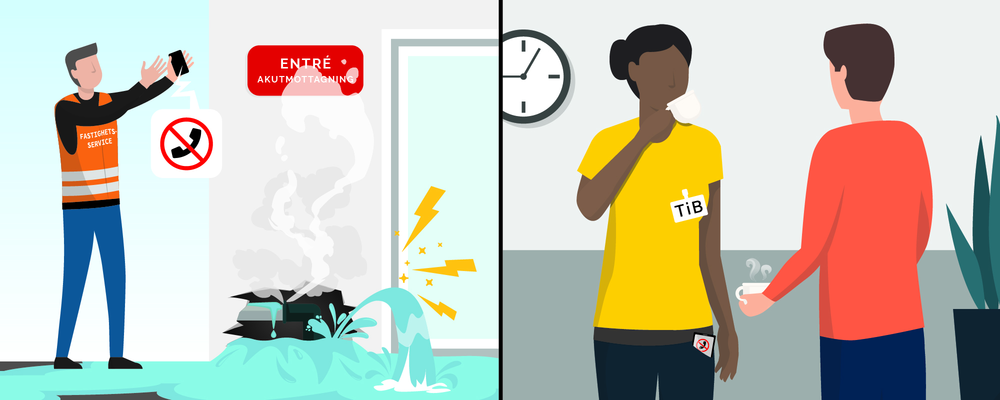 ENTRÉ
AKUTMOTTAGNING
FASTIGHETS-
SERVICE
TiB